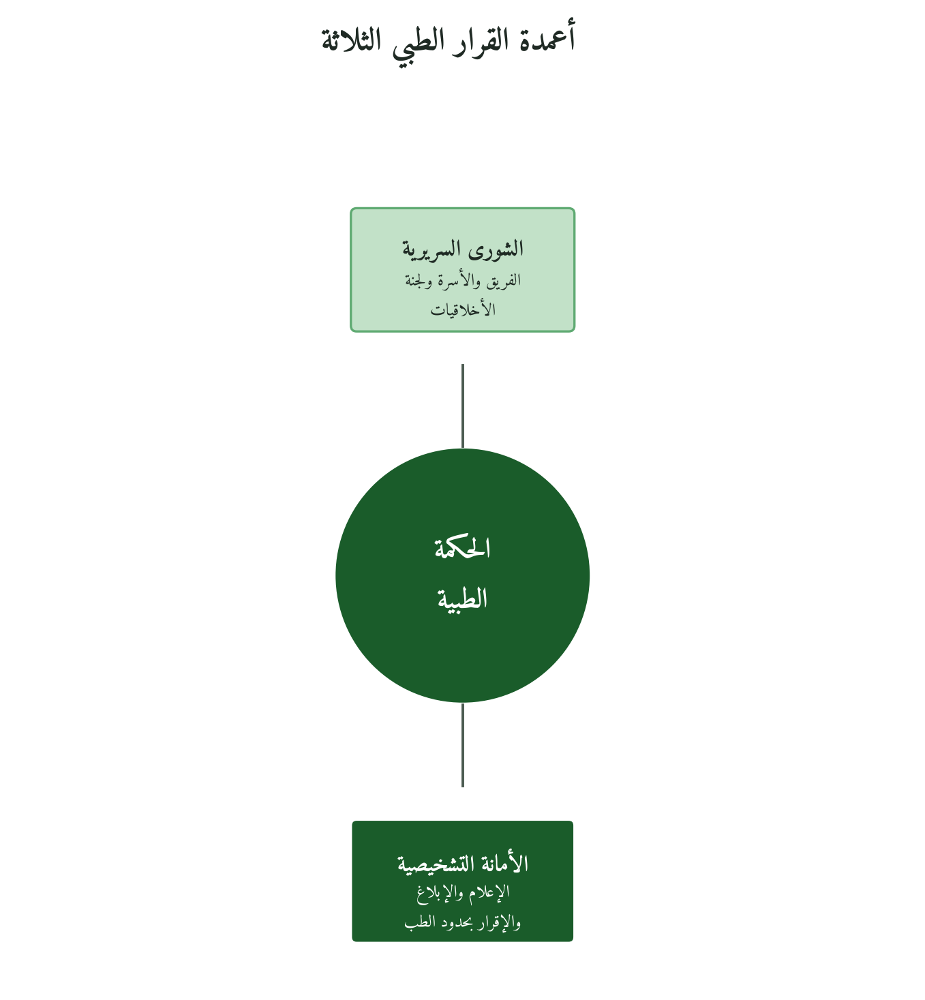 أعمدة القرار الطبي الثلاثة
الشورى السريرية
الفريق والأسرة ولجنة
الأخلاقيات
الحكمة
الطبية
الأمانة التشخيصية
الإعلام والإبلاغ
والإقرار بحدود الطب